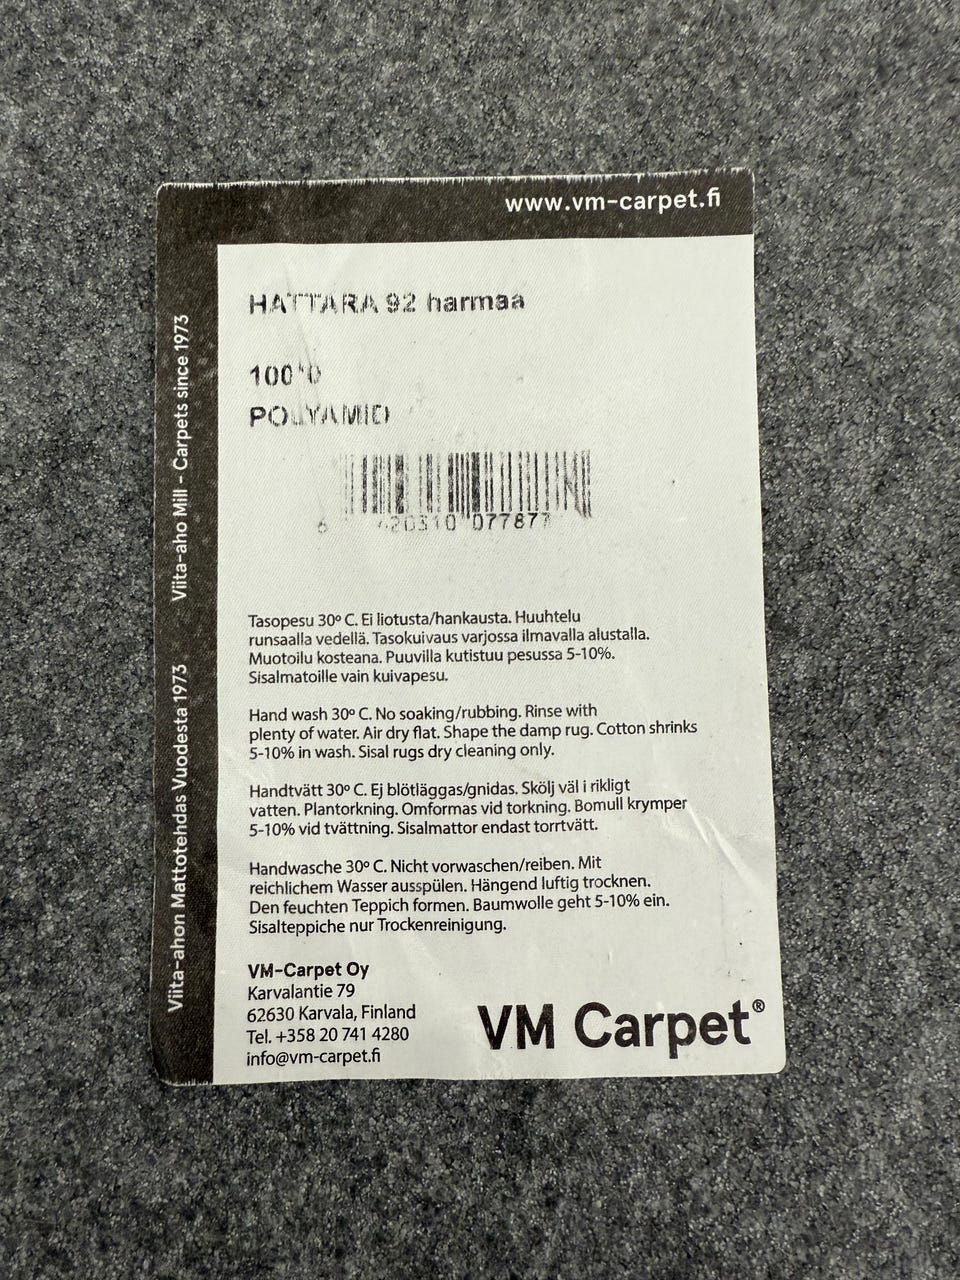 www.vm-carpet.fi
HATTARA 92 harmaa
100%
POLYAMID
6 420310 077877
Tasopesu 30º C. Ei liotusta/hankausta. Huuhtelu
runsaalla vedellä. Tasokuivaus varjossa ilmavalla alustalla.
Muotoilu kosteana. Puuvilla kutistuu pesussa 5-10%.
Sisalmatoille vain kuivapesu.
Hand wash 30º C. No soaking/rubbing. Rinse with
plenty of water. Air dry flat. Shape the damp rug. Cotton shrinks
5-10% in wash. Sisal rugs dry cleaning only.
Handtvätt 30º C. Ej blötläggas/gnidas. Skölj väl i rikligt
vatten. Plantorkning. Omformas vid torkning. Bomull krymper
5-10% vid tvättning. Sisalmattor endast torrtvätt.
Handwasche 30º C. Nicht vorwaschen/reiben. Mit
reichlichem Wasser ausspülen. Hängend luftig trocknen.
Den feuchten Teppich formen. Baumwolle geht 5-10% ein.
Sisalteppiche nur Trockenreinigung.
VM-Carpet Oy
Karvalantie 79
62630 Karvala, Finland
Tel. +358 20 741 4280
info@vm-carpet.fi
VM Carpet®
Viita-ahon Mattotehdas Vuodesta 1973
Viita-aho Mill - Carpets since 1973